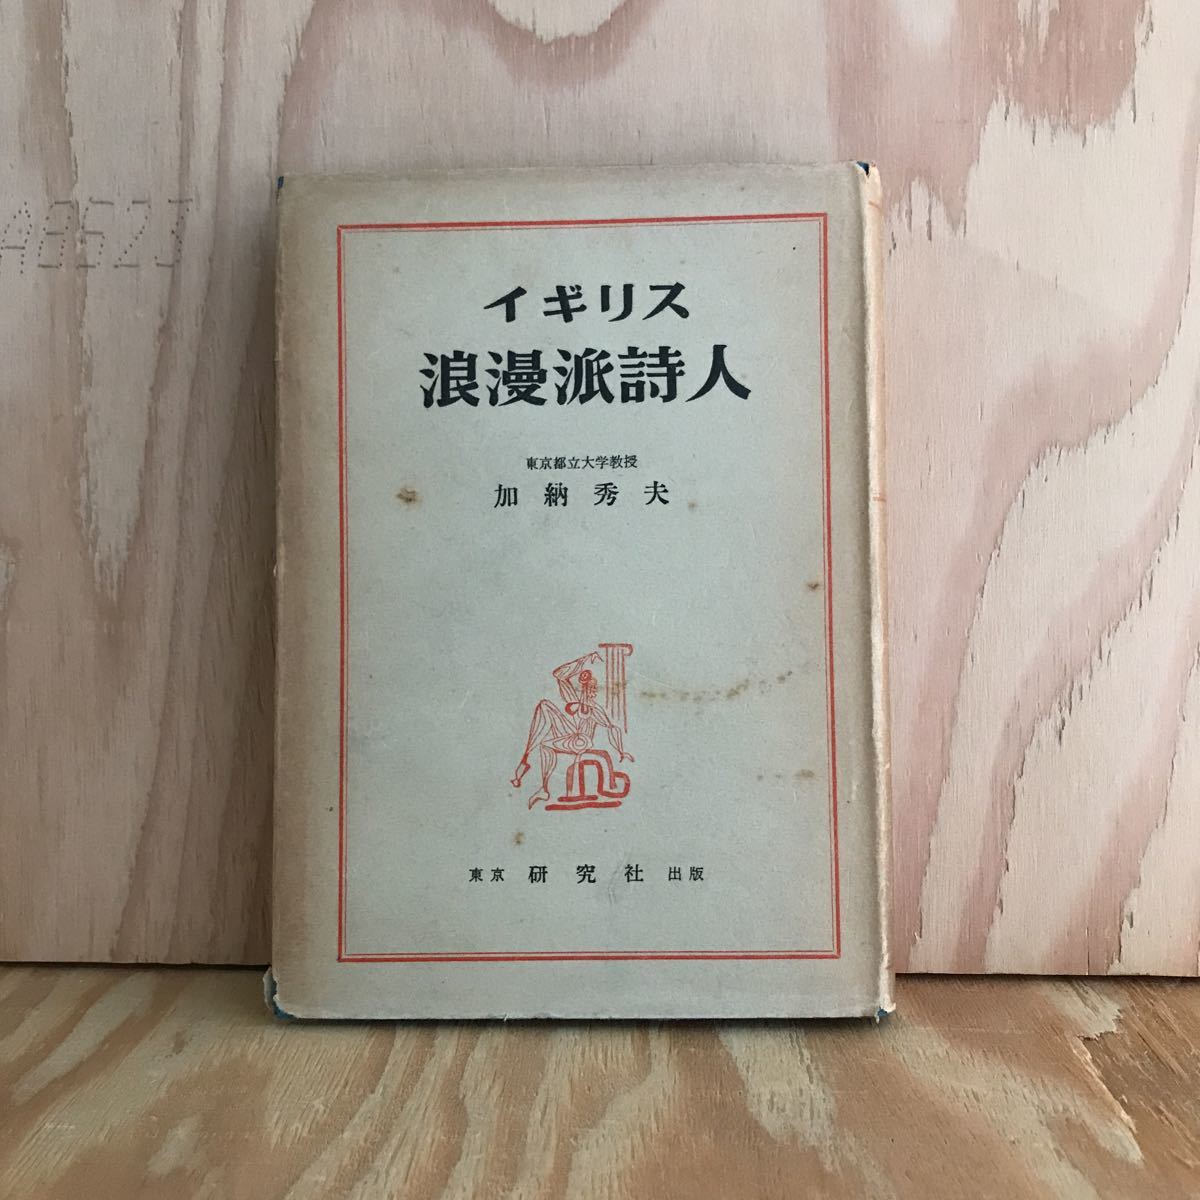 イギリス
浪漫派詩人
東京都立大学教授
加納秀夫
東京 研究社 出版
A0523